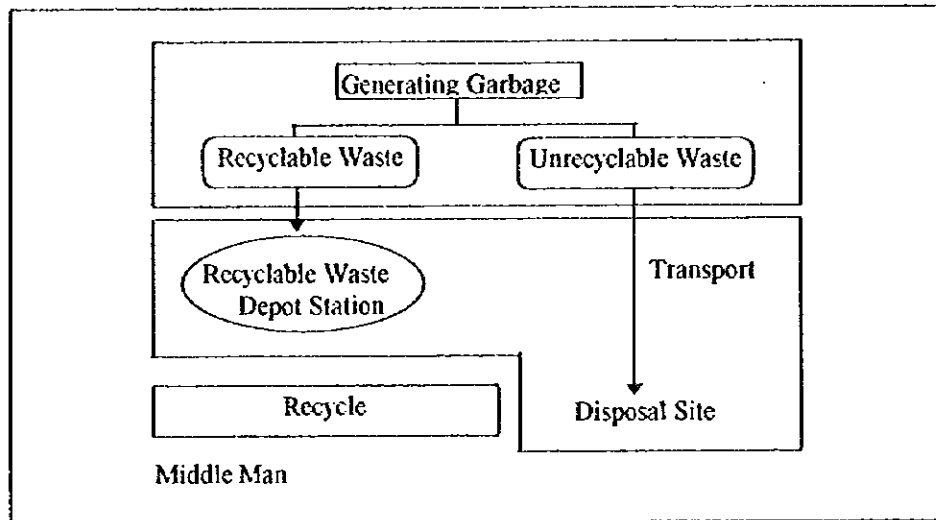 Generating Garbage
Recyclable Waste
Unrecyclable Waste
Recyclable Waste
Depot Station
Transport
Recycle
Disposal Site
Middle Man